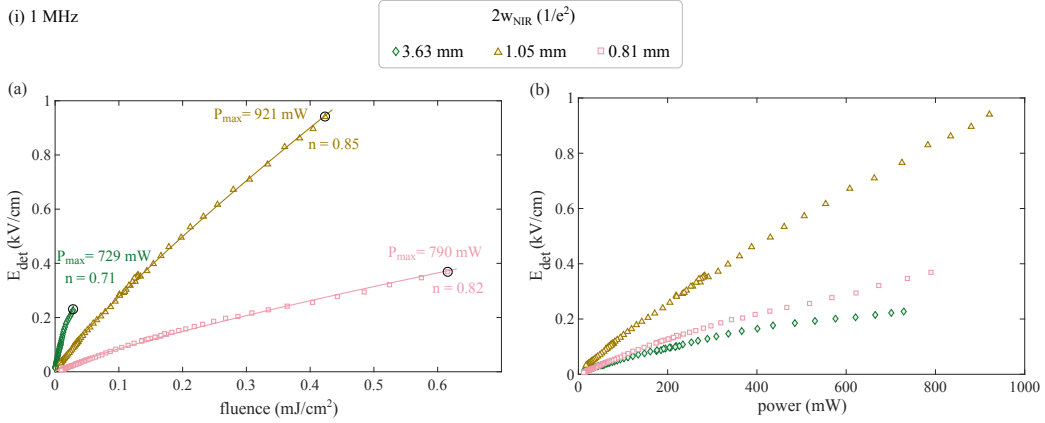 (i) 1 MHz
2w_NIR (1/e²)
3.63 mm
1.05 mm
0.81 mm
(a)
P_max= 921 mW
n = 0.85
P_max= 729 mW
n = 0.71
P_max= 790 mW
n = 0.82
E_det (kV/cm)
1
0.8
0.6
0.4
0.2
0
0
0.1
0.2
0.3
0.4
0.5
0.6
fluence (mJ/cm²)
(b)
E_det (kV/cm)
1
0.8
0.6
0.4
0.2
0
0
200
400
600
800
1000
power (mW)